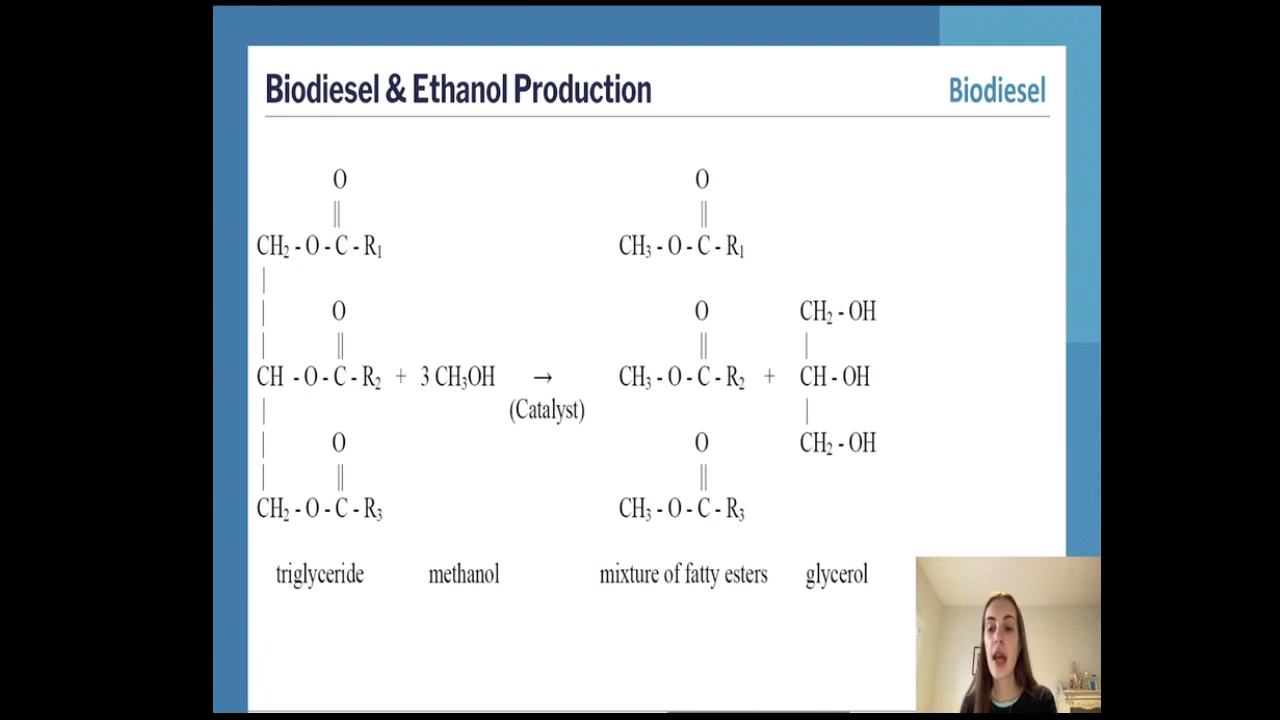 Biodiesel & Ethanol Production
Biodiesel
O O
|| ||
CH₂ - O - C - R₁ CH₃ - O - C - R₁
|
| O O CH₂ - OH
| || || |
CH - O - C - R₂ + 3 CH₃OH → CH₃ - O - C - R₂ + CH - OH
| (Catalyst) |
| O O CH₂ - OH
| || ||
CH₂ - O - C - R₃ CH₃ - O - C - R₃
triglyceride methanol mixture of fatty esters glycerol